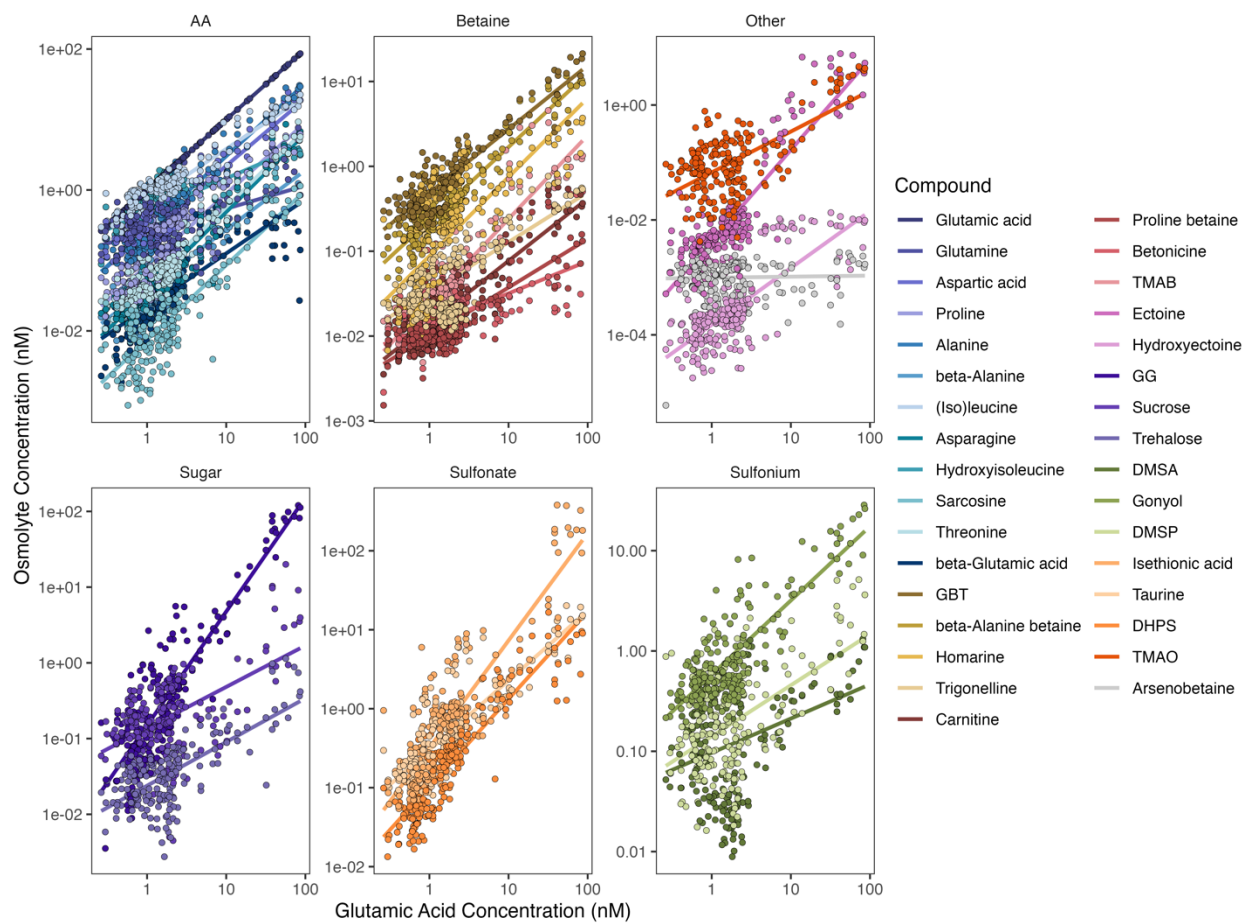 AA
Betaine
Other
1e+02
1e+00
1e-02
1
10
100
1e+01
1e+00
1e-01
1e-02
1e-03
1
10
100
1e+00
1e-02
1e-04
1
10
100
Sugar
Sulfonate
Sulfonium
1e+02
1e+01
1e+00
1e-01
1e-02
1
10
100
1e+02
1e+01
1e+00
1e-01
1e-02
1
10
100
10.00
1.00
0.10
0.01
1
10
100
Osmolyte Concentration (nM)
Glutamic Acid Concentration (nM)
Compound
Glutamic acid
Glutamine
Aspartic acid
Proline
Alanine
beta-Alanine
(Iso)leucine
Asparagine
Hydroxyisoleucine
Sarcosine
Threonine
beta-Glutamic acid
GBT
beta-Alanine betaine
Homarine
Trigonelline
Carnitine
Proline betaine
Betonicine
TMAB
Ectoine
Hydroxyectoine
GG
Sucrose
Trehalose
DMSA
Gonyol
DMSP
Isethionic acid
Taurine
DHPS
TMAO
Arsenobetaine